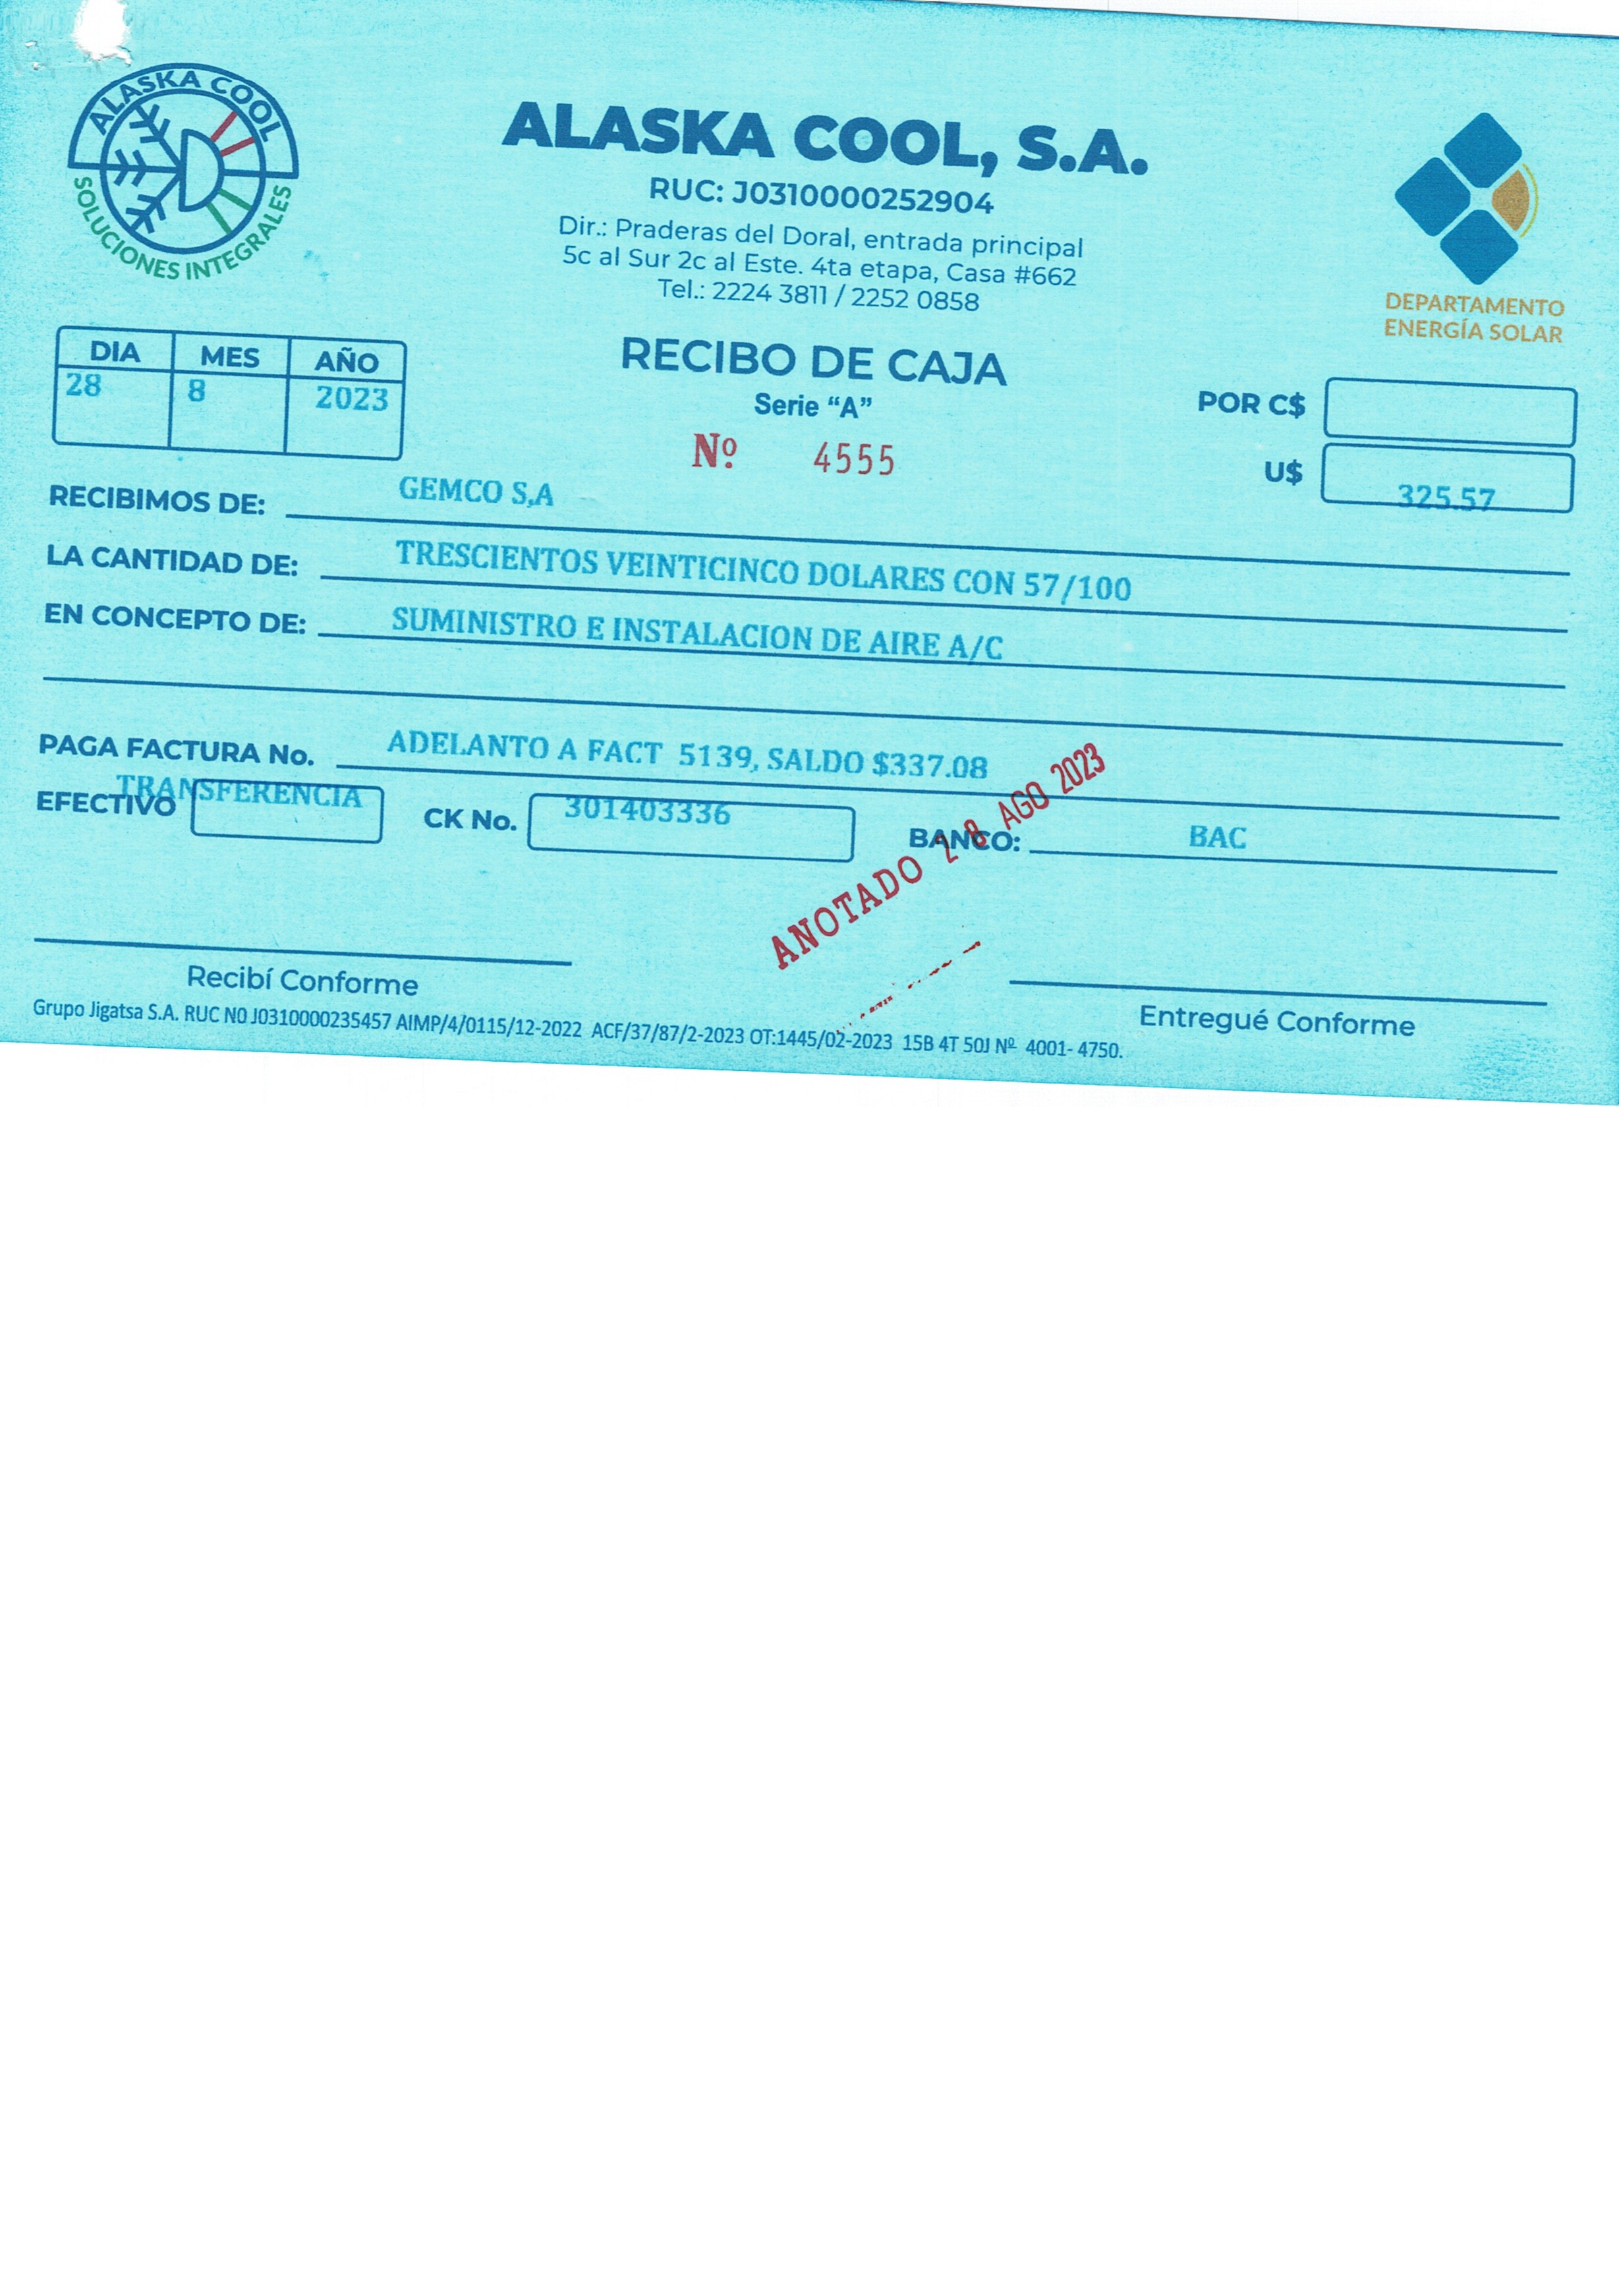 ALASKA COOL
SOLUCIONES INTEGRALES
ALASKA COOL, S.A.
RUC: J0310000252904
Dir.: Praderas del Doral, entrada principal
5c al Sur 2c al Este. 4ta etapa, Casa #662
Tel.: 2224 3811 / 2252 0858
DEPARTAMENTO
ENERGÍA SOLAR
DIA MES AÑO
28 8 2023
RECIBO DE CAJA
Serie “A”
Nº 4555
POR C$
U$ 325.57
RECIBIMOS DE: GEMCO S,A
LA CANTIDAD DE: TRESCIENTOS VEINTICINCO DOLARES CON 57/100
EN CONCEPTO DE: SUMINISTRO E INSTALACION DE AIRE A/C
PAGA FACTURA No. ADELANTO A FACT 5139, SALDO $337.08
TRANSFERENCIA
EFECTIVO CK No. 301403336 BANCO: BAC
ANOTADO 28 AGO 2023
Recibí Conforme
Entregué Conforme
Grupo Jigatsa S.A. RUC N0 J0310000235457 AIMP/4/0115/12-2022 ACF/37/87/2-2023 OT:1445/02-2023 15B 4T 50J Nº 4001- 4750.